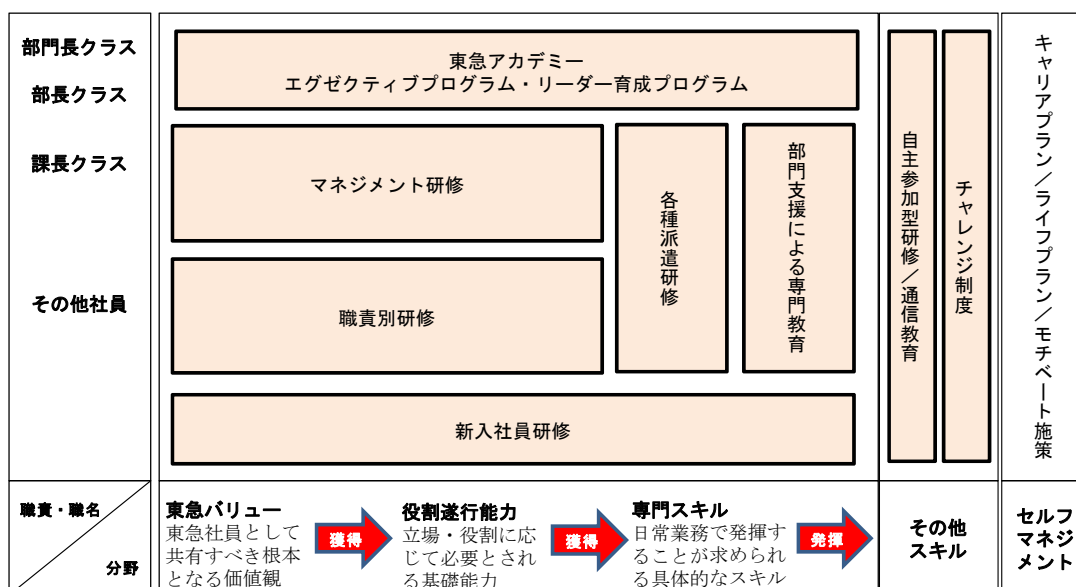 部門長クラス
部長クラス
課長クラス
その他社員
東急アカデミー
エグゼクティブプログラム・リーダー育成プログラム
マネジメント研修
職責別研修
各種派遣研修
部門支援による専門教育
新入社員研修
自主参加型研修／通信教育
チャレンジ制度
キャリアプラン／ライフプラン／モチベート施策
職責・職名
分野
東急バリュー
東急社員として
共有すべき根本
となる価値観
獲得
役割遂行能力
立場・役割に応
じて必要とされ
る基礎能力
獲得
専門スキル
日常業務で発揮す
ることが求められ
る具体的なスキル
発揮
その他
スキル
セルフ
マネジ
メント